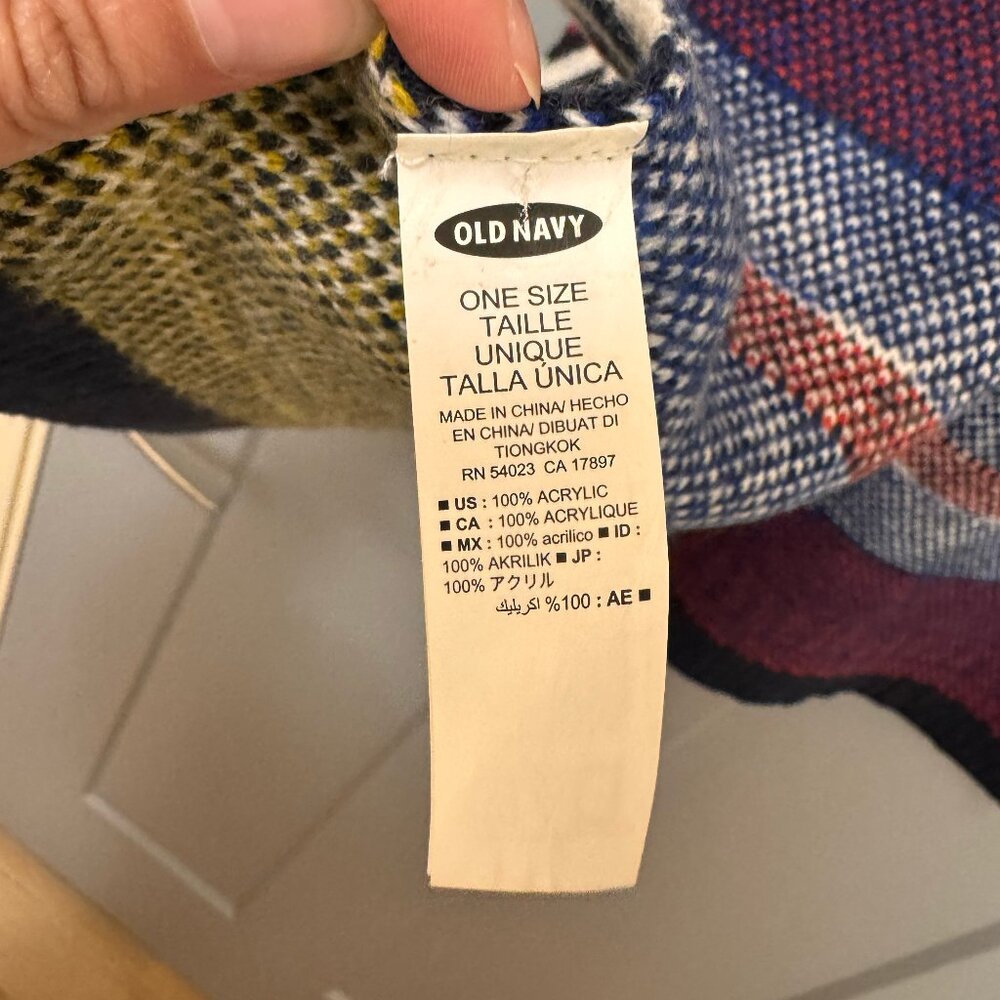 OLD NAVY
ONE SIZE
TAILLE
UNIQUE
TALLA ÚNICA
MADE IN CHINA/ HECHO
EN CHINA/ DIBUAT DI
TIONGKOK
RN 54023 CA 17897
■ US : 100% ACRYLIC
■ CA : 100% ACRYLIQUE
■ MX : 100% acrilico ■ ID :
100% AKRILIK ■ JP :
100% アクリル
■ AE : 100% اكريليك